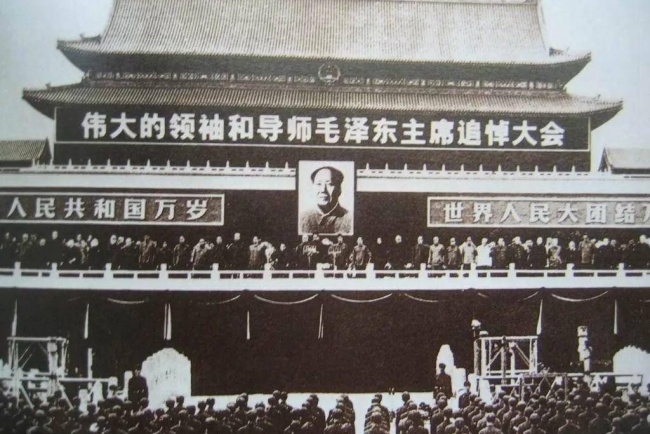 伟大的领袖和导师毛泽东主席追悼大会
人民共和国万岁
世界人民大团结